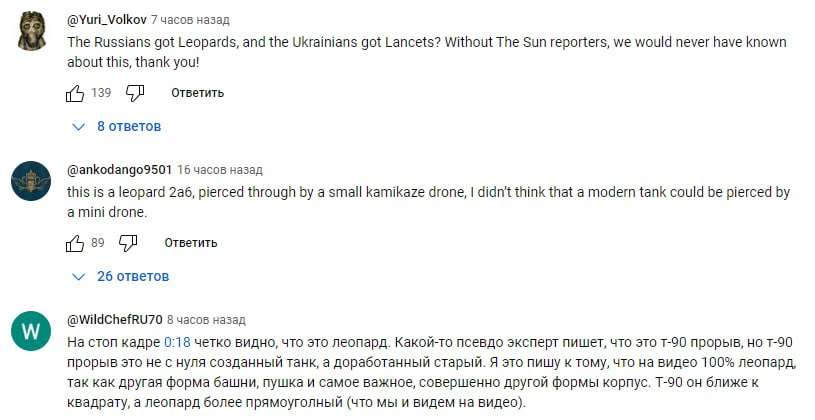 @Yuri_Volkov 7 часов назад
The Russians got Leopards, and the Ukrainians got Lancets? Without The Sun reporters, we would never have known
about this, thank you!
139 Ответить
8 ответов
@ankodango9501 16 часов назад
this is a leopard 2a6, pierced through by a small kamikaze drone, I didn’t think that a modern tank could be pierced by
a mini drone.
89 Ответить
26 ответов
W
@WildChefRU70 8 часов назад
На стоп кадре 0:18 четко видно, что это леопард. Какой-то псевдо эксперт пишет, что это т-90 прорыв, но т-90
прорыв это не с нуля созданный танк, а доработанный старый. Я это пишу к тому, что на видео 100% леопард,
так как другая форма башни, пушка и самое важное, совершенно другой формы корпус. Т-90 он ближе к
квадрату, а леопард более прямоуголный (что мы и видем на видео).